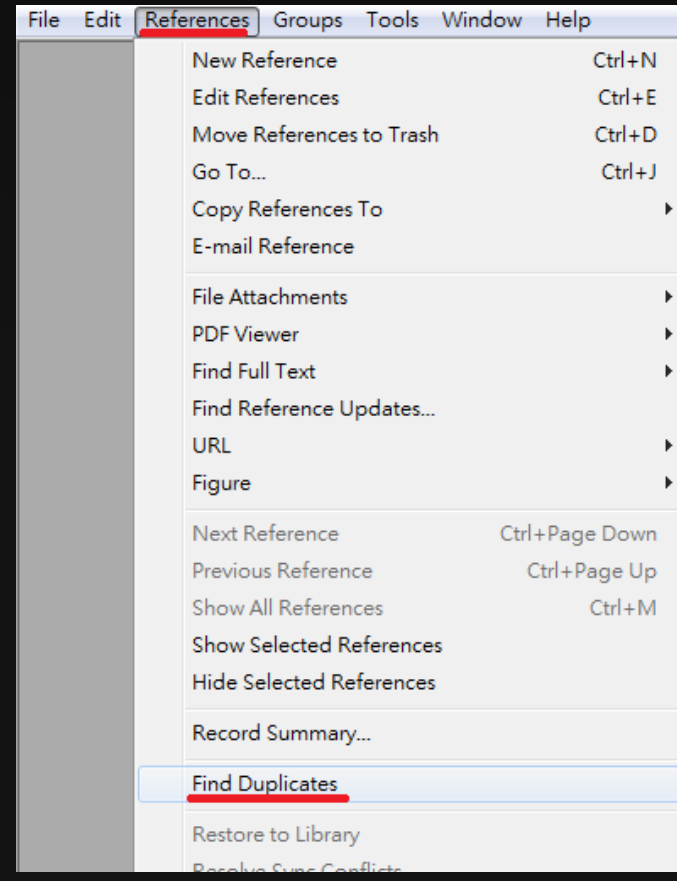 File Edit References Groups Tools Window Help
New Reference Ctrl+N
Edit References Ctrl+E
Move References to Trash Ctrl+D
Go To... Ctrl+J
Copy References To
E-mail Reference
File Attachments
PDF Viewer
Find Full Text
Find Reference Updates...
URL
Figure
Next Reference Ctrl+Page Down
Previous Reference Ctrl+Page Up
Show All References Ctrl+M
Show Selected References
Hide Selected References
Record Summary...
Find Duplicates
Restore to Library
Resolve Sync Conflicts